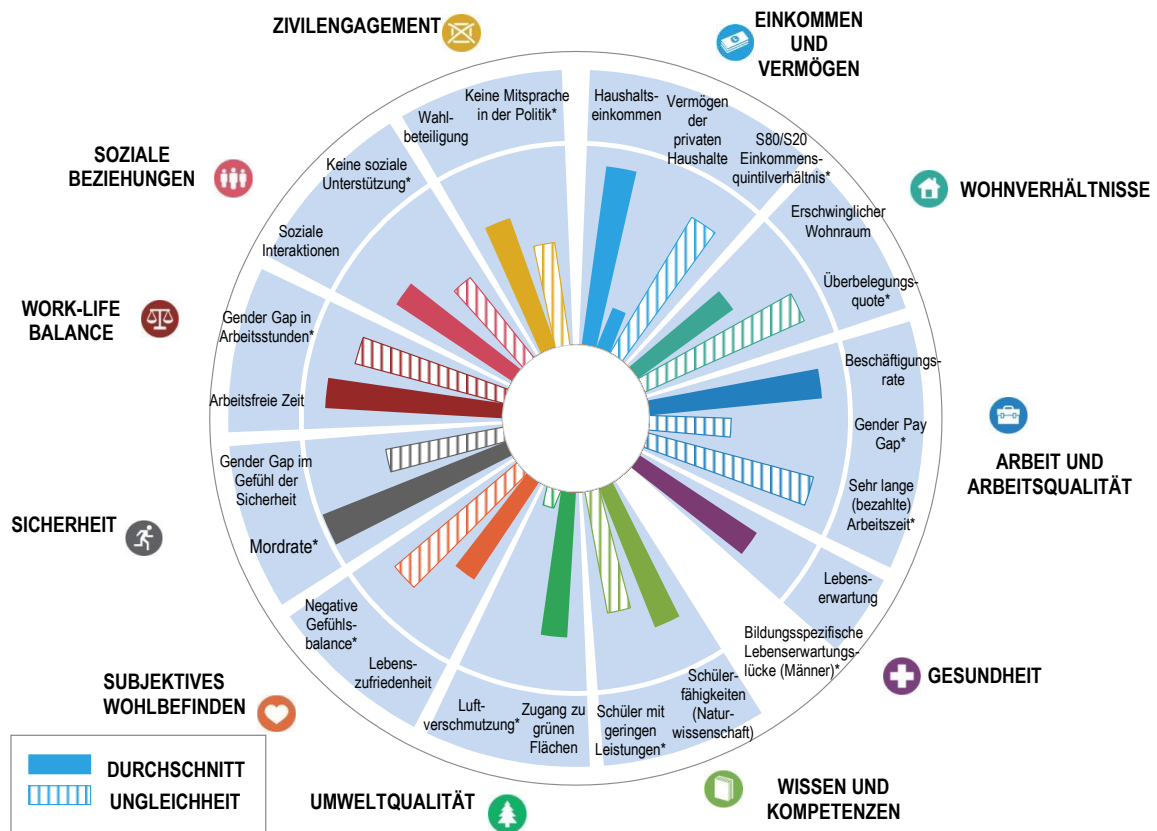 ZIVILENGAGEMENT
EINKOMMEN
UND
VERMÖGEN
Keine Mitsprache
in der Politik*
Wahl-
beteiligung
Haushalts-
einkommen
Vermögen
der
privaten
Haushalte
S80/S20
Einkommens-
quintilverhältnis*
SOZIALE
BEZIEHUNGEN
Keine soziale
Unterstützung*
Soziale
Interaktionen
WOHNVERHÄLTNISSE
Erschwinglicher
Wohnraum
Überbelegungs-
quote*
WORK-LIFE
BALANCE
Gender Gap in
Arbeitsstunden*
Arbeitsfreie Zeit
Beschäftigungs-
rate
Gender Pay
Gap*
Sehr lange
(bezahlte)
Arbeitszeit*
ARBEIT UND
ARBEITSQUALITÄT
SICHERHEIT
Gender Gap im
Gefühl der
Sicherheit
Mordrate*
Lebens-
erwartung
Bildungsspezifische
Lebenserwartungs-
lücke (Männer)*
GESUNDHEIT
SUBJEKTIVES
WOHLBEFINDEN
Negative
Gefühls-
balance*
Lebens-
zufriedenheit
Luft-
verschmutzung*
Zugang zu
grünen
Flächen
Schüler mit
geringen
Leistungen*
Schüler-
fähigkeiten
(Natur-
wissenschaft)
UMWELTQUALITÄT
WISSEN UND
KOMPETENZEN
DURCHSCHNITT
UNGLEICHHEIT